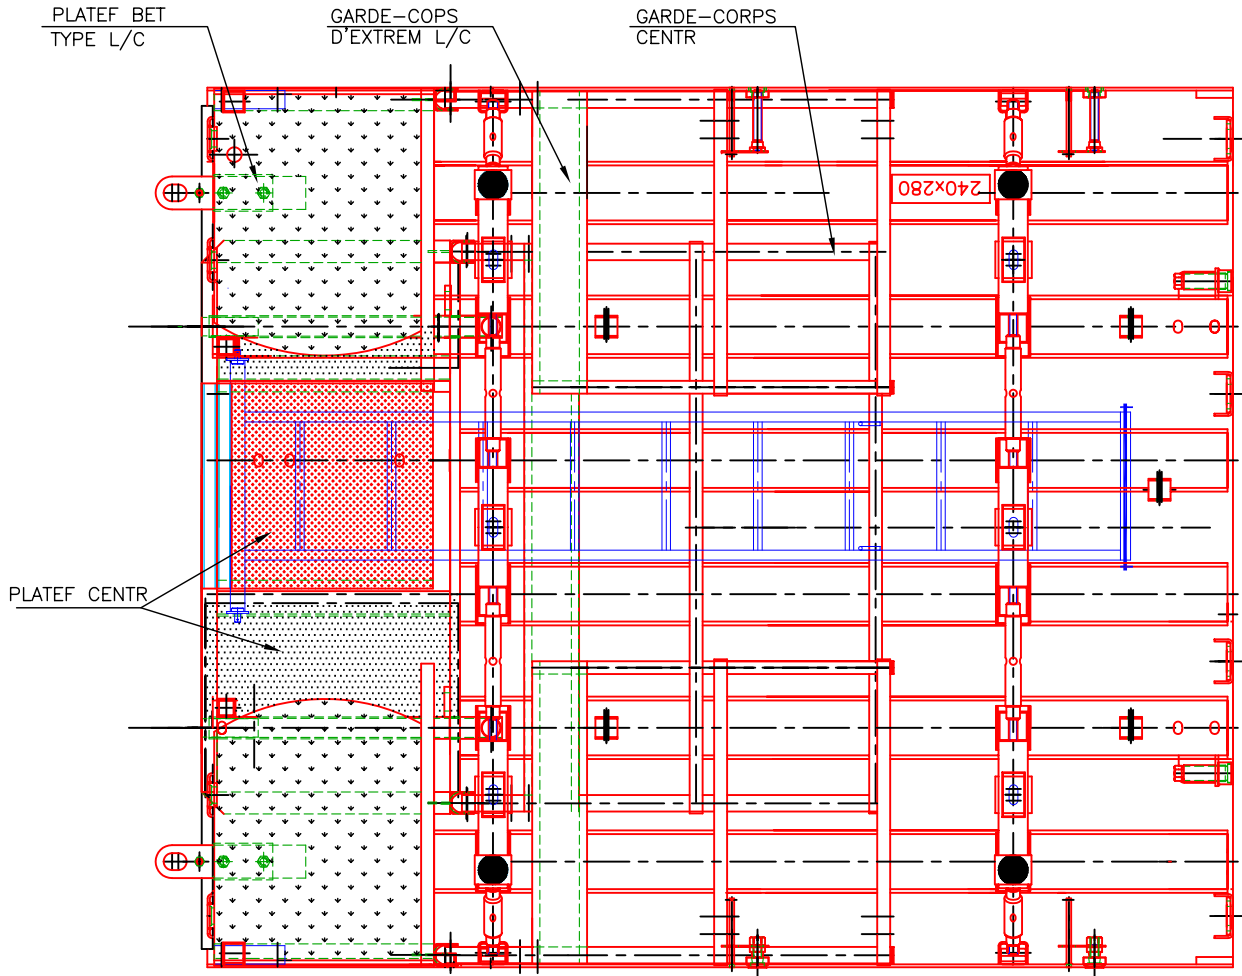 PLATEF BET
TYPE L/C
GARDE-COPS
D'EXTREM L/C
GARDE-CORPS
CENTR
240x280
PLATEF CENTR